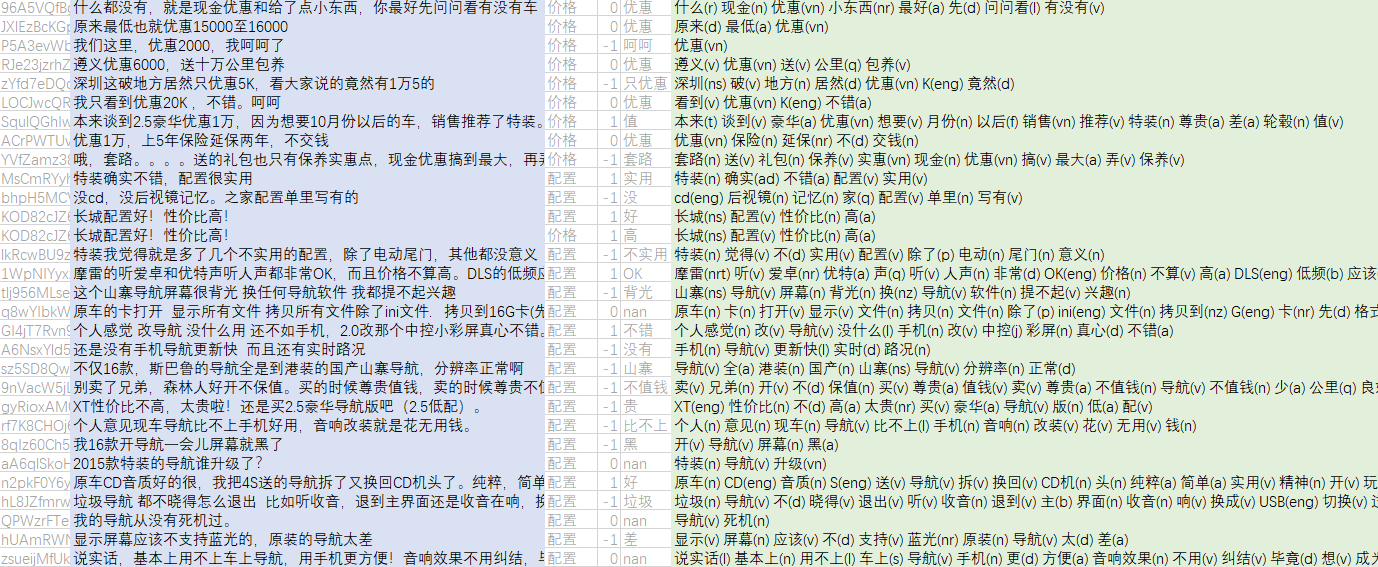 96A5VQfBg 什么都没有，就是现金优惠和给了点小东西，你最好先问问看有没有车 价格 0 优惠 什么(r) 现金(n) 优惠(vn) 小东西(nr) 最好(a) 先(d) 问问看(l) 有没有(v)
JXIEzBcKGp 原来最低也就优惠15000至16000 价格 0 优惠 原来(d) 最低(a) 优惠(vn)
P5A3evWb 我们这里，优惠2000，我呵呵了 价格 -1 呵呵 优惠(vn)
RJe23jzrhZ 遵义优惠6000，送十万公里包养 价格 0 优惠 遵义(v) 优惠(vn) 送(v) 公里(q) 包养(v)
zYfd7eDQc 深圳这破地方居然只优惠5K，看大家说的竟然有1万5的 价格 -1 只优惠 深圳(ns) 破(v) 地方(n) 居然(d) 优惠(vn) K(eng) 竟然(d)
LOCJwcQR 我只看到优惠20K ，不错。呵呵 价格 0 优惠 看到(v) 优惠(vn) K(eng) 不错(a)
SquIQGhIw 本来谈到2.5豪华优惠1万，因为想要10月份以后的车，销售推荐了特装。 价格 1 值 本来(t) 谈到(v) 豪华(a) 优惠(vn) 想要(v) 月份(n) 以后(f) 销售(vn) 推荐(v) 特装(n) 尊贵(a) 差(a) 轮毂(n) 值(v)
ACrPWTUv 优惠1万，上5年保险延保两年，不交钱 价格 0 优惠 优惠(vn) 保险(n) 延保(nr) 不(d) 交钱(n)
YVfZamz38 哦，套路。。。。送的礼包也只有保养实惠点，现金优惠搞到最大，再弄 价格 -1 套路 套路(n) 送(v) 礼包(n) 保养(v) 实惠(vn) 现金(n) 优惠(vn) 搞(v) 最大(a) 弄(v) 保养(v)
MsCmRYyh 特装确实不错，配置很实用 配置 1 实用 特装(n) 确实(ad) 不错(a) 配置(v) 实用(v)
bhpH5MCY 没cd，没后视镜记忆。之家配置单里写有的 配置 -1 没 cd(eng) 后视镜(n) 记忆(n) 家(q) 配置(v) 单里(n) 写有(v)
KOD82cJZ6 长城配置好！性价比高！ 配置 1 好 长城(ns) 配置(v) 性价比(n) 高(a)
KOD82cJZ6 长城配置好！性价比高！ 价格 1 高 长城(ns) 配置(v) 性价比(n) 高(a)
IkRcwBU9z 特装我觉得就是多了几个不实用的配置，除了电动尾门，其他都没意义 配置 -1 不实用 特装(n) 觉得(v) 不(d) 实用(v) 配置(v) 除了(p) 电动(n) 尾门(n) 意义(n)
1WpNIYyx 摩雷的听爱卓和优特声听人声都非常OK，而且价格不算高。DLS的低频应 配置 1 OK 摩雷(nrt) 听(v) 爱卓(nr) 优特(a) 声(q) 听(v) 人声(n) 非常(d) OK(eng) 价格(n) 不算(v) 高(a) DLS(eng) 低频(b) 应该
tlj956MLse 这个山寨导航屏幕很背光 换任何导航软件 我都提不起兴趣 配置 -1 背光 山寨(ns) 导航(v) 屏幕(n) 背光(n) 换(nz) 导航(v) 软件(n) 提不起(v) 兴趣(n)
q8wYIbkW 原车的卡打开 显示所有文件 拷贝所有文件除了ini文件. 拷贝到16G卡(先 配置 0 nan 原车(n) 卡(n) 打开(v) 显示(v) 文件(n) 拷贝(n) 文件(n) 除了(p) ini(eng) 文件(n) 拷贝到(nz) G(eng) 卡(nr) 先(d) 格式
GI4jT7Rvn9 个人感觉 改导航 没什么用 还不如手机，2.0改那个中控小彩屏真心不错。 配置 1 不错 个人感觉(n) 改(v) 导航(v) 没什么(l) 手机(n) 改(v) 中控(j) 彩屏(n) 真心(d) 不错(a)
A6NsxYId5 还是没有手机导航更新快 而且还有实时路况 配置 -1 没有 手机(n) 导航(v) 更新快(l) 实时(d) 路况(n)
sz5SD8Qw 不仅16款，斯巴鲁的导航全是到港装的国产山寨导航，分辨率正常啊 配置 -1 山寨 导航(v) 全(a) 港装(n) 国产(n) 山寨(ns) 导航(v) 分辨率(n) 正常(d)
9nVacW5jL 别卖了兄弟，森林人好开不保值。买的时候尊贵值钱，卖的时候尊贵不值 配置 -1 不值钱 卖(v) 兄弟(n) 开(v) 不(d) 保值(n) 买(v) 尊贵(a) 值钱(v) 卖(v) 尊贵(a) 不值钱(n) 导航(v) 不值钱(n) 少(a) 公里(q) 良
gyRioxAM XT性价比不高，太贵啦！还是买2.5豪华导航版吧（2.5低配）。 配置 -1 贵 XT(eng) 性价比(n) 不(d) 高(a) 太贵(nr) 买(v) 豪华(a) 导航(v) 版(n) 低(a) 配(v)
rf7K8CHOj 个人意见现车导航比不上手机好用，音响改装就是花无用钱。 配置 -1 比不上 个人(n) 意见(n) 现车(n) 导航(v) 比不上(l) 手机(n) 音响(n) 改装(v) 花(v) 无用(v) 钱(n)
8qIz60Ch5 我16款开导航一会儿屏幕就黑了 配置 -1 黑 开(v) 导航(v) 屏幕(n) 黑(a)
aA6qlSkoH 2015款特装的导航谁升级了？ 配置 0 nan 特装(n) 导航(v) 升级(vn)
n2pkF0Y6y 原车CD音质好的很，我把4S送的导航拆了又换回CD机头了。纯粹，简单 配置 1 好 原车(n) CD(eng) 音质(n) S(eng) 送(v) 导航(v) 拆(v) 换回(v) CD机(n) 头(n) 纯粹(a) 简单(a) 实用(v) 精神(n) 开(v) 玩
hL8JZfmrw 垃圾导航 都不晓得怎么退出 比如听收音，退到主界面还是收音在响，换 配置 -1 垃圾 垃圾(n) 导航(v) 不(d) 晓得(v) 退出(v) 听(v) 收音(n) 退到(v) 主(b) 界面(n) 收音(n) 响(v) 换成(v) USB(eng) 切换(v) 过
QPWzrFTe 我的导航从没有死机过。 配置 0 nan 导航(v) 死机(n)
hUAmRWN 显示屏幕应该不支持蓝光的，原装的导航太差 配置 -1 差 显示(v) 屏幕(n) 应该(v) 不(d) 支持(v) 蓝光(nr) 原装(n) 导航(v) 太(d) 差(a)
zsueijMfUk 说实话，基本上用不上车上导航，用手机更方便！音响效果不用纠结，毕 配置 0 nan 说实话(l) 基本上(n) 用不上(l) 车上(s) 导航(v) 手机(n) 更(d) 方便(a) 音响效果(n) 不用(v) 纠结(v) 毕竟(d) 想(v) 成